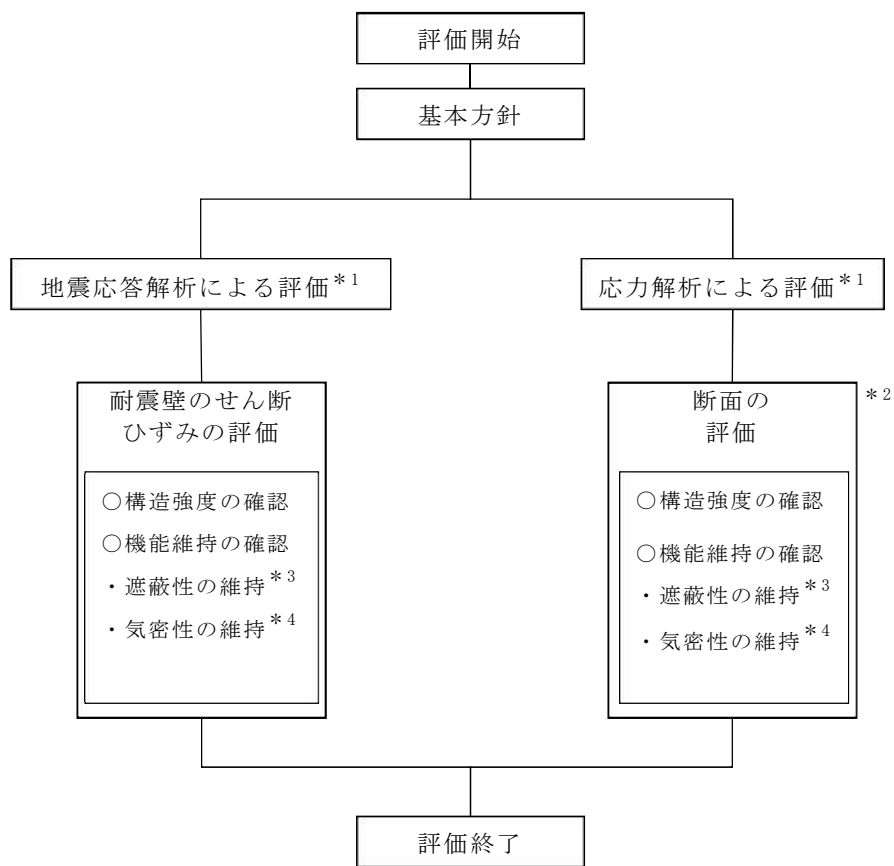 評価開始
基本方針
地震応答解析による評価*1
応力解析による評価*1
耐震壁のせん断
ひずみの評価
○構造強度の確認
○機能維持の確認
・遮蔽性の維持*3
・気密性の維持*4
断面の
評価
*2
○構造強度の確認
○機能維持の確認
・遮蔽性の維持*3
・気密性の維持*4
評価終了